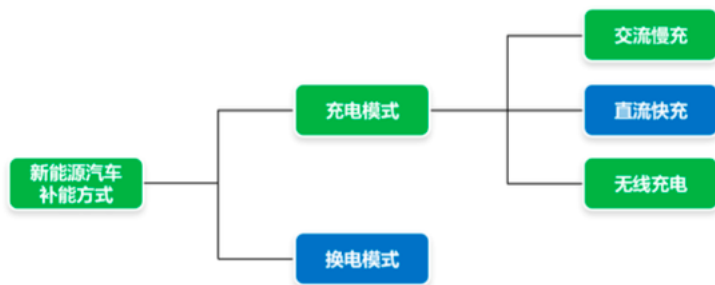 交流慢充
充电模式
直流快充
新能源汽车
补能方式
无线充电
换电模式